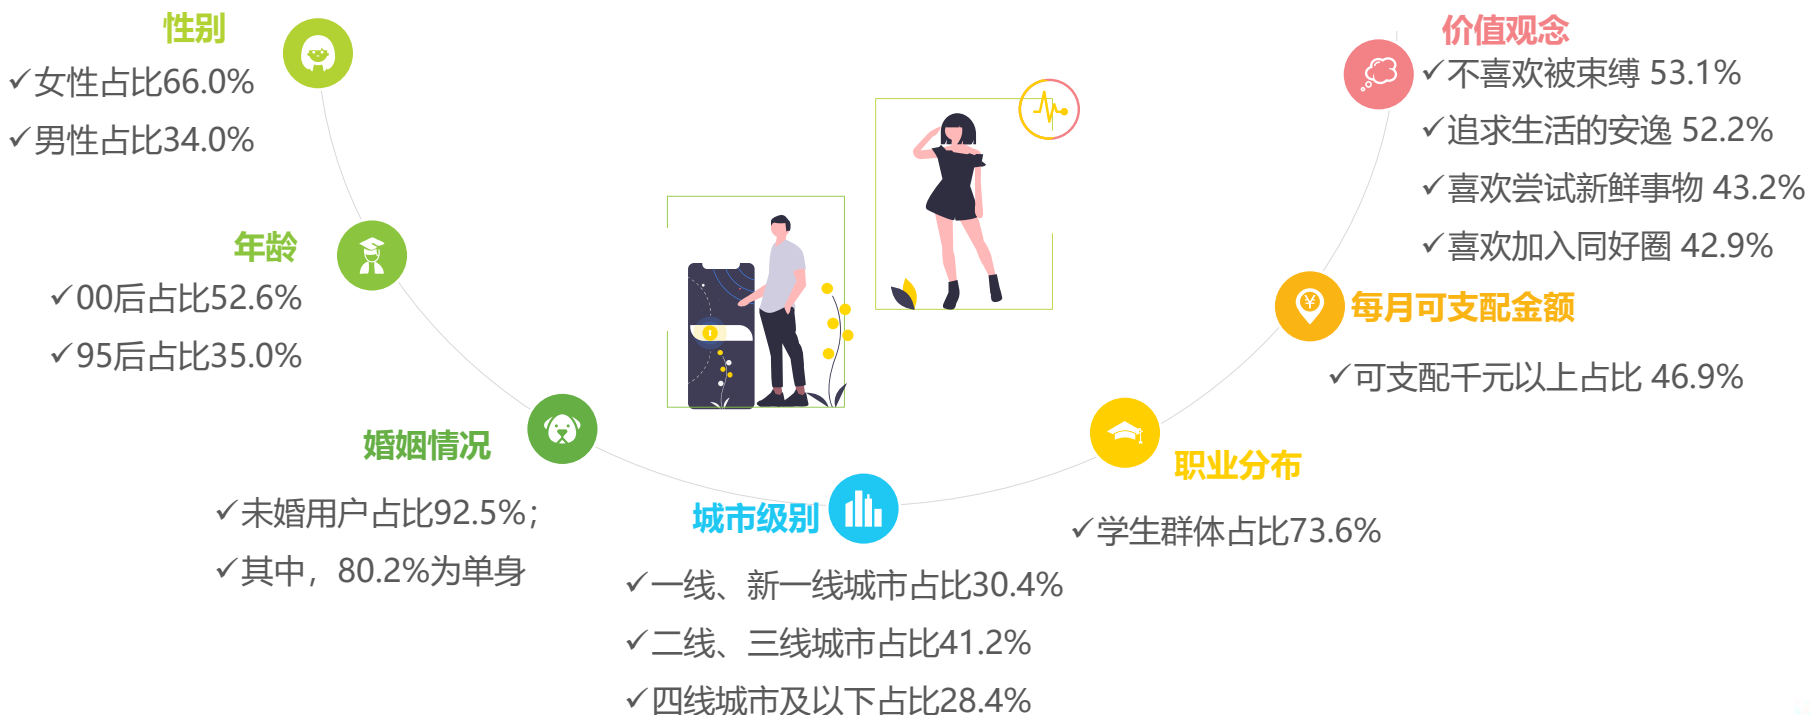 性别
✓女性占比66.0%
✓男性占比34.0%
年龄
✓00后占比52.6%
✓95后占比35.0%
婚姻情况
✓未婚用户占比92.5%；
✓其中，80.2%为单身
城市级别
✓一线、新一线城市占比30.4%
✓二线、三线城市占比41.2%
✓四线城市及以下占比28.4%
职业分布
✓学生群体占比73.6%
¥
每月可支配金额
✓可支配千元以上占比 46.9%
价值观念
✓不喜欢被束缚 53.1%
✓追求生活的安逸 52.2%
✓喜欢尝试新鲜事物 43.2%
✓喜欢加入同好圈 42.9%